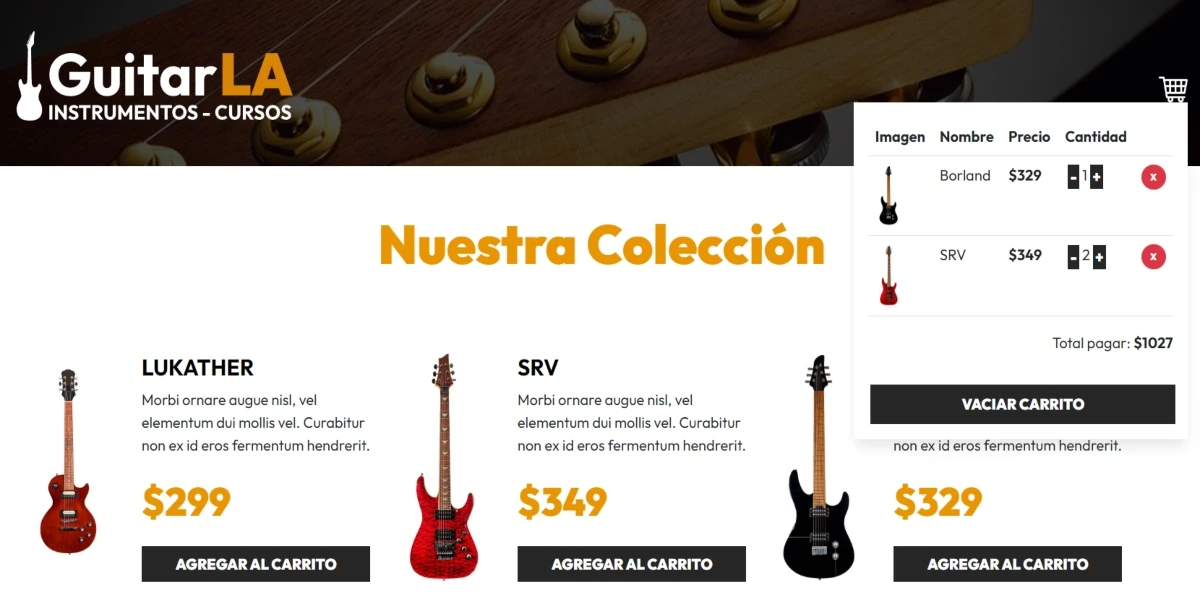 GuitarLA
INSTRUMENTOS - CURSOS
Imagen Nombre Precio Cantidad
Borland $329 - 1 + x
SRV $349 - 2 + x
Total pagar: $1027
VACIAR CARRITO
Nuestra Colección
LUKATHER
Morbi ornare augue nisl, vel
elementum dui mollis vel. Curabitur
non ex id eros fermentum hendrerit.
$299
AGREGAR AL CARRITO
SRV
Morbi ornare augue nisl, vel
elementum dui mollis vel. Curabitur
non ex id eros fermentum hendrerit.
$349
AGREGAR AL CARRITO
non ex id eros fermentum hendrerit.
$329
AGREGAR AL CARRITO